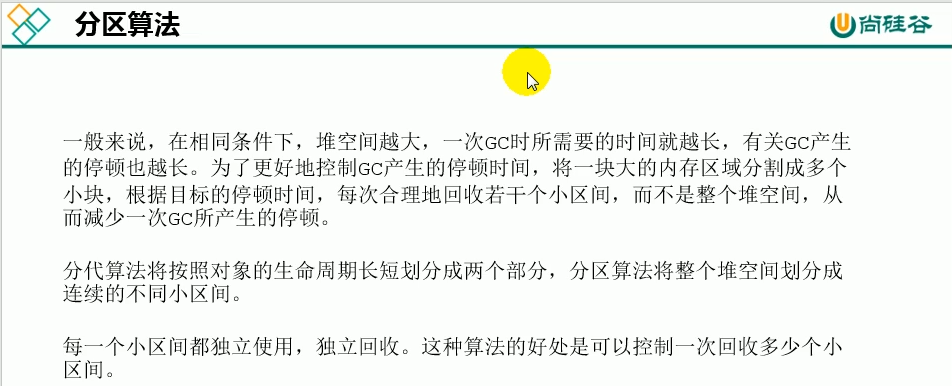 分区算法
尚硅谷
一般来说，在相同条件下，堆空间越大，一次GC时所需要的时间就越长，有关GC产生
的停顿也越长。为了更好地控制GC产生的停顿时间，将一块大的内存区域分割成多个
小块，根据目标的停顿时间，每次合理地回收若干个小区间，而不是整个堆空间，从
而减少一次GC所产生的停顿。
分代算法将按照对象的生命周期长短划分成两个部分，分区算法将整个堆空间划分成
连续的不同小区间。
每一个小区间都独立使用，独立回收。这种算法的好处是可以控制一次回收多少个小
区间。